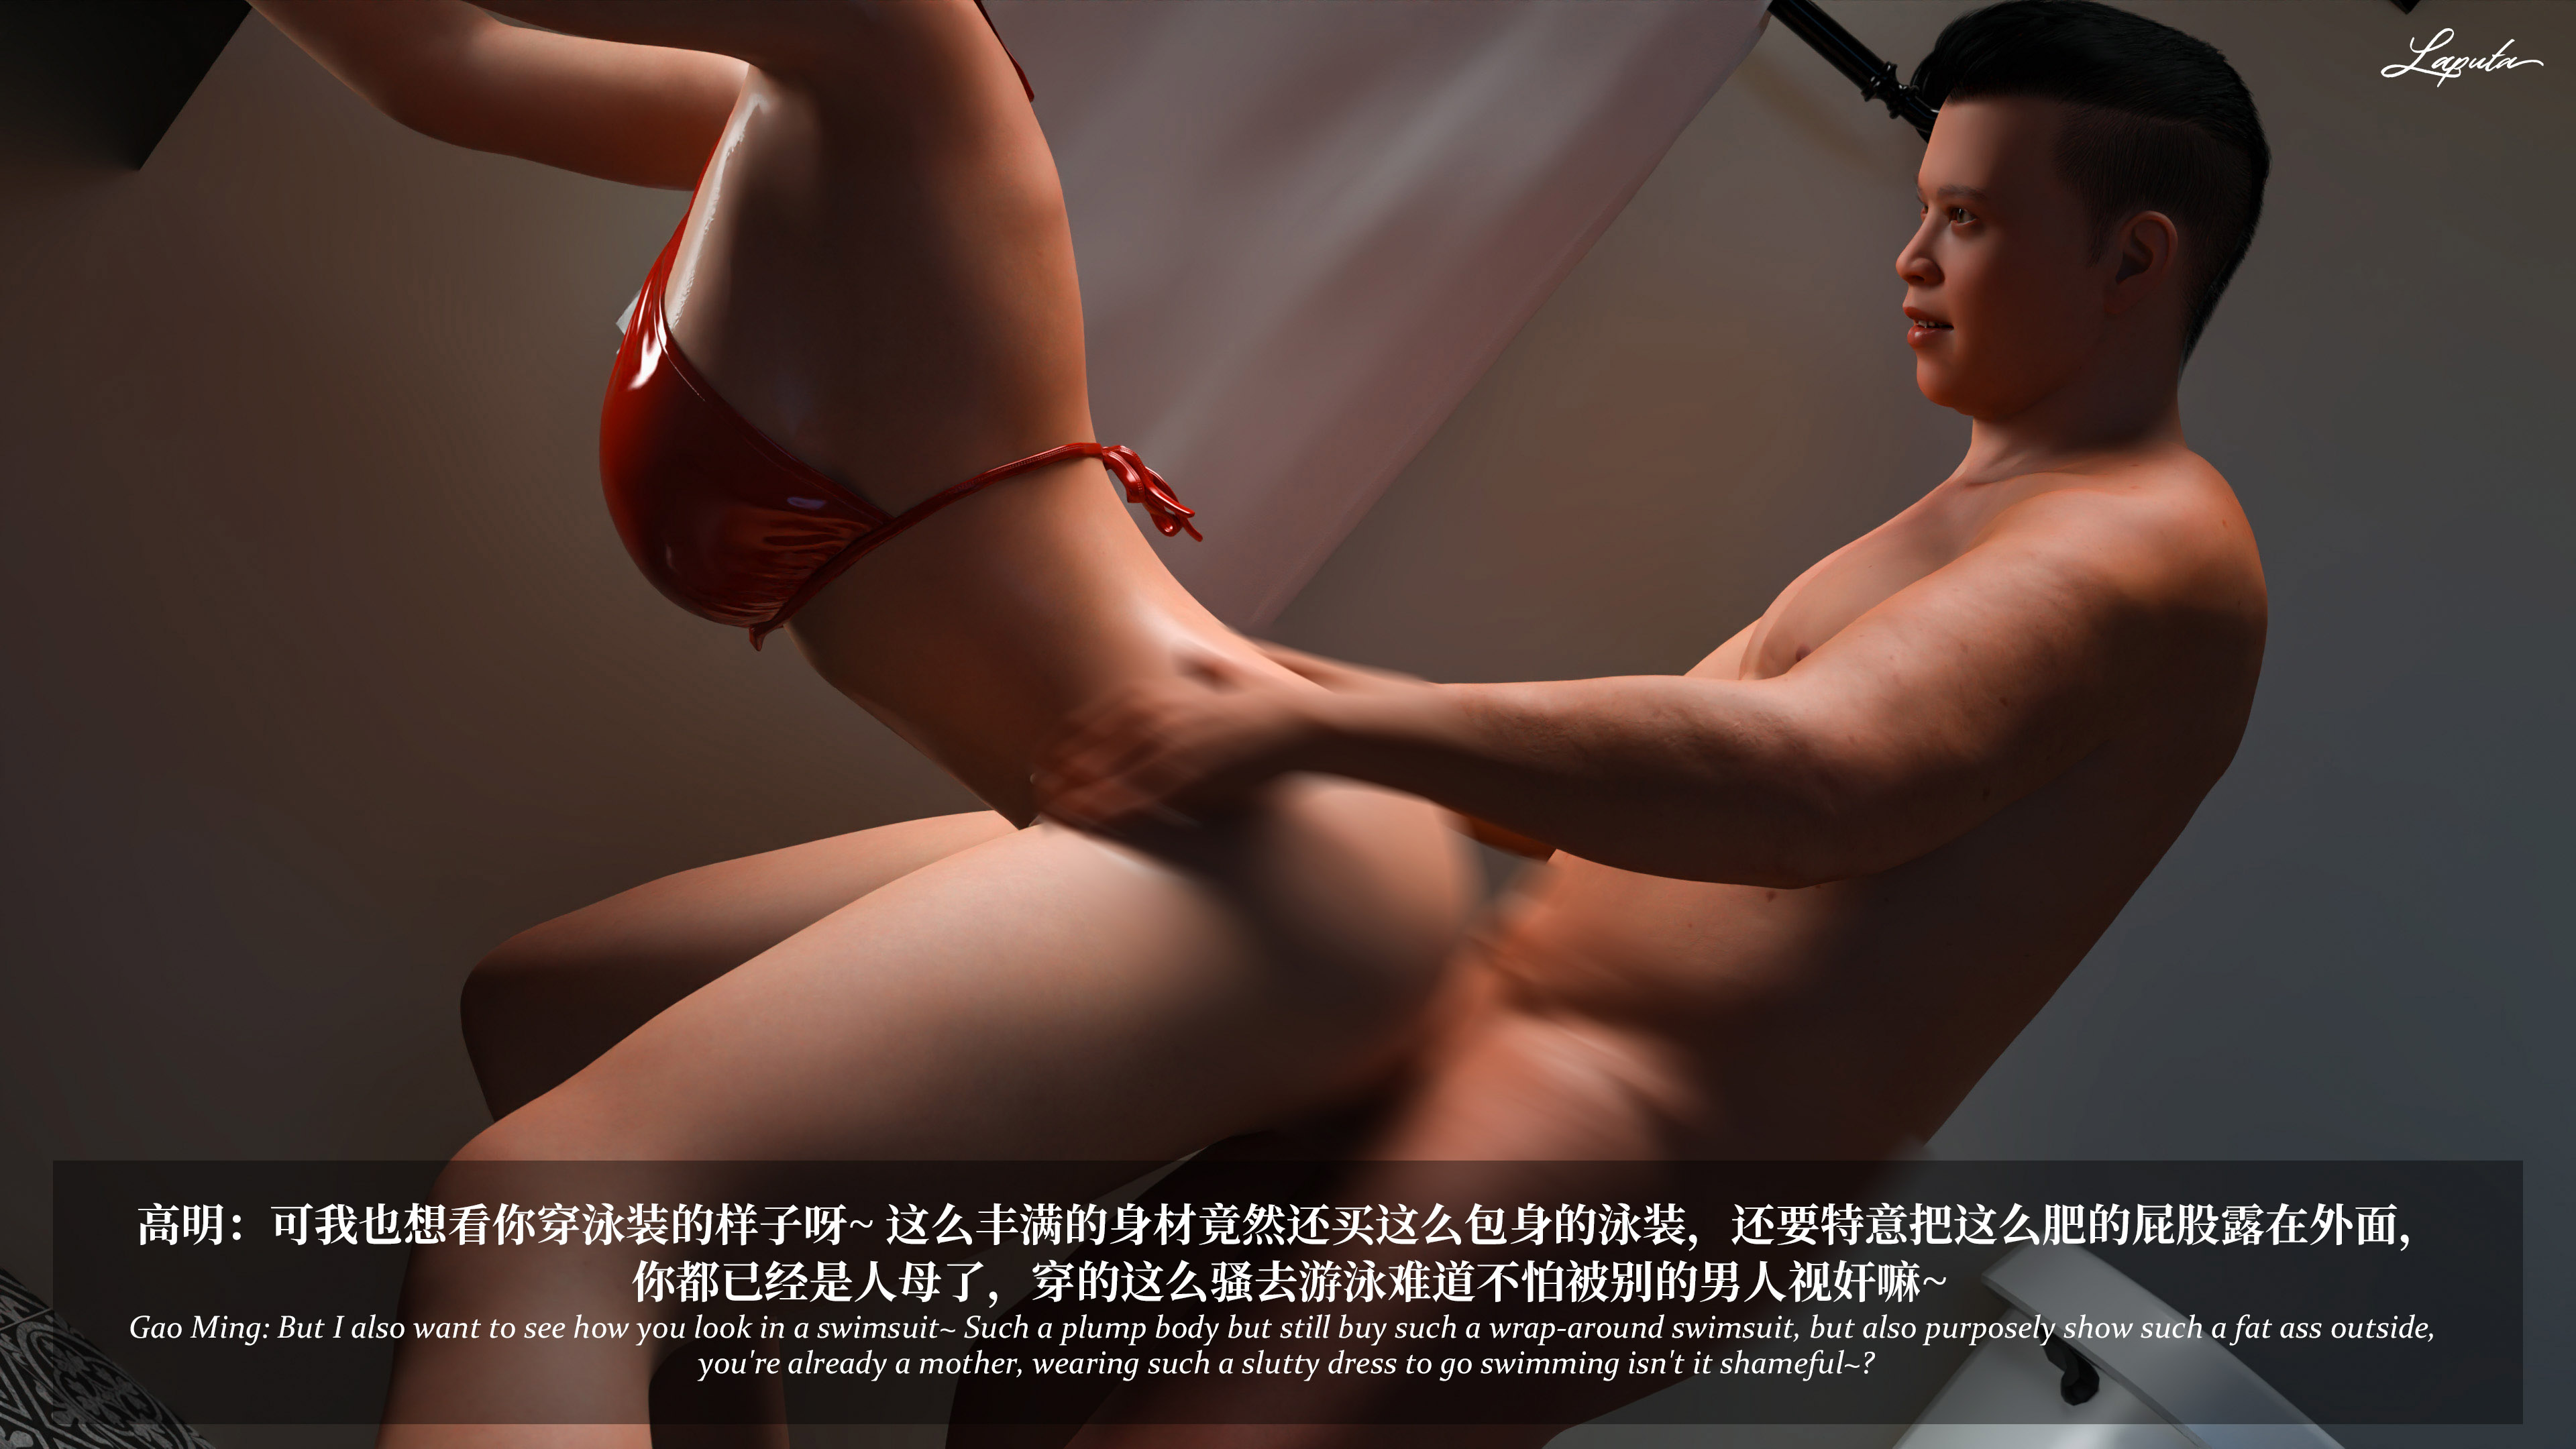 Laputa
高明：可我也想看你穿泳装的样子呀~ 这么丰满的身材竟然还买这么包身的泳装，还要特意把这么肥的屁股露在外面，
你都已经是人母了，穿的这么骚去游泳难道不怕被别的男人视奸嘛~
Gao Ming: But I also want to see how you look in a swimsuit~ Such a plump body but still buy such a wrap-around swimsuit, but also purposely show such a fat ass outside,
you're already a mother, wearing such a slutty dress to go swimming isn't it shameful~?